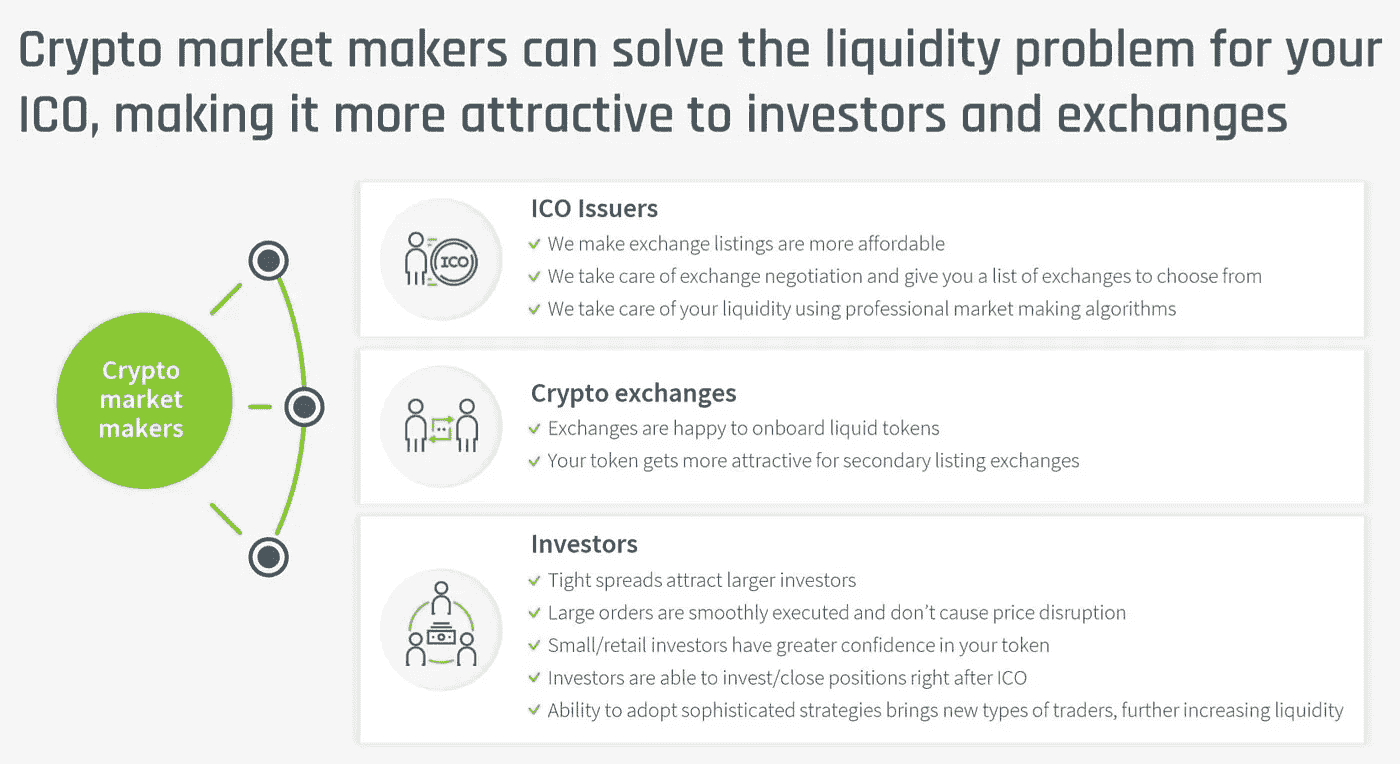 Crypto market makers can solve the liquidity problem for your
ICO, making it more attractive to investors and exchanges
Crypto
market
makers
ICO
ICO Issuers
We make exchange listings are more affordable
We take care of exchange negotiation and give you a list of exchanges to choose from
We take care of your liquidity using professional market making algorithms
Crypto exchanges
Exchanges are happy to onboard liquid tokens
Your token gets more attractive for secondary listing exchanges
Investors
Tight spreads attract larger investors
Large orders are smoothly executed and don’t cause price disruption
Small/retail investors have greater confidence in your token
Investors are able to invest/close positions right after ICO
Ability to adopt sophisticated strategies brings new types of traders, further increasing liquidity